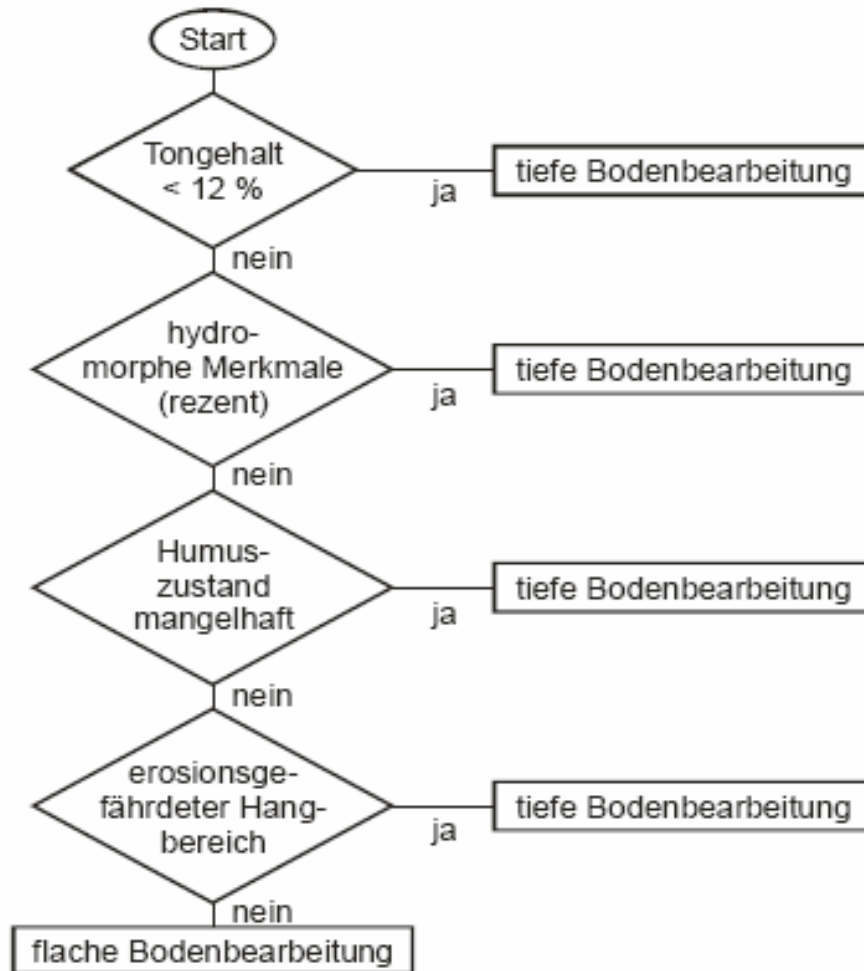 Start
Tongehalt
< 12 %
ja
tiefe Bodenbearbeitung
nein
hydro-
morphe Merkmale
(rezent)
ja
tiefe Bodenbearbeitung
nein
Humus-
zustand
mangelhaft
ja
tiefe Bodenbearbeitung
nein
erosionsge-
fährdeter Hang-
bereich
ja
tiefe Bodenbearbeitung
nein
flache Bodenbearbeitung